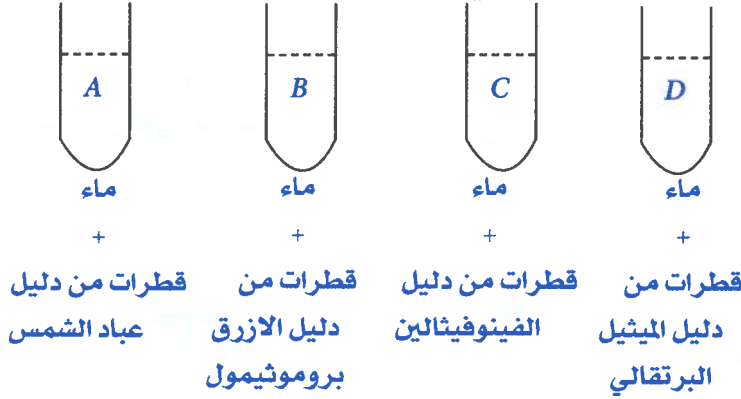 A
ماء
+
قطرات من دليل
عباد الشمس
B
ماء
+
قطرات من
دليل الازرق
بروموثيمول
C
ماء
+
قطرات من دليل
الفينوفيثالين
D
ماء
+
قطرات من
دليل الميثيل
البرتقالي